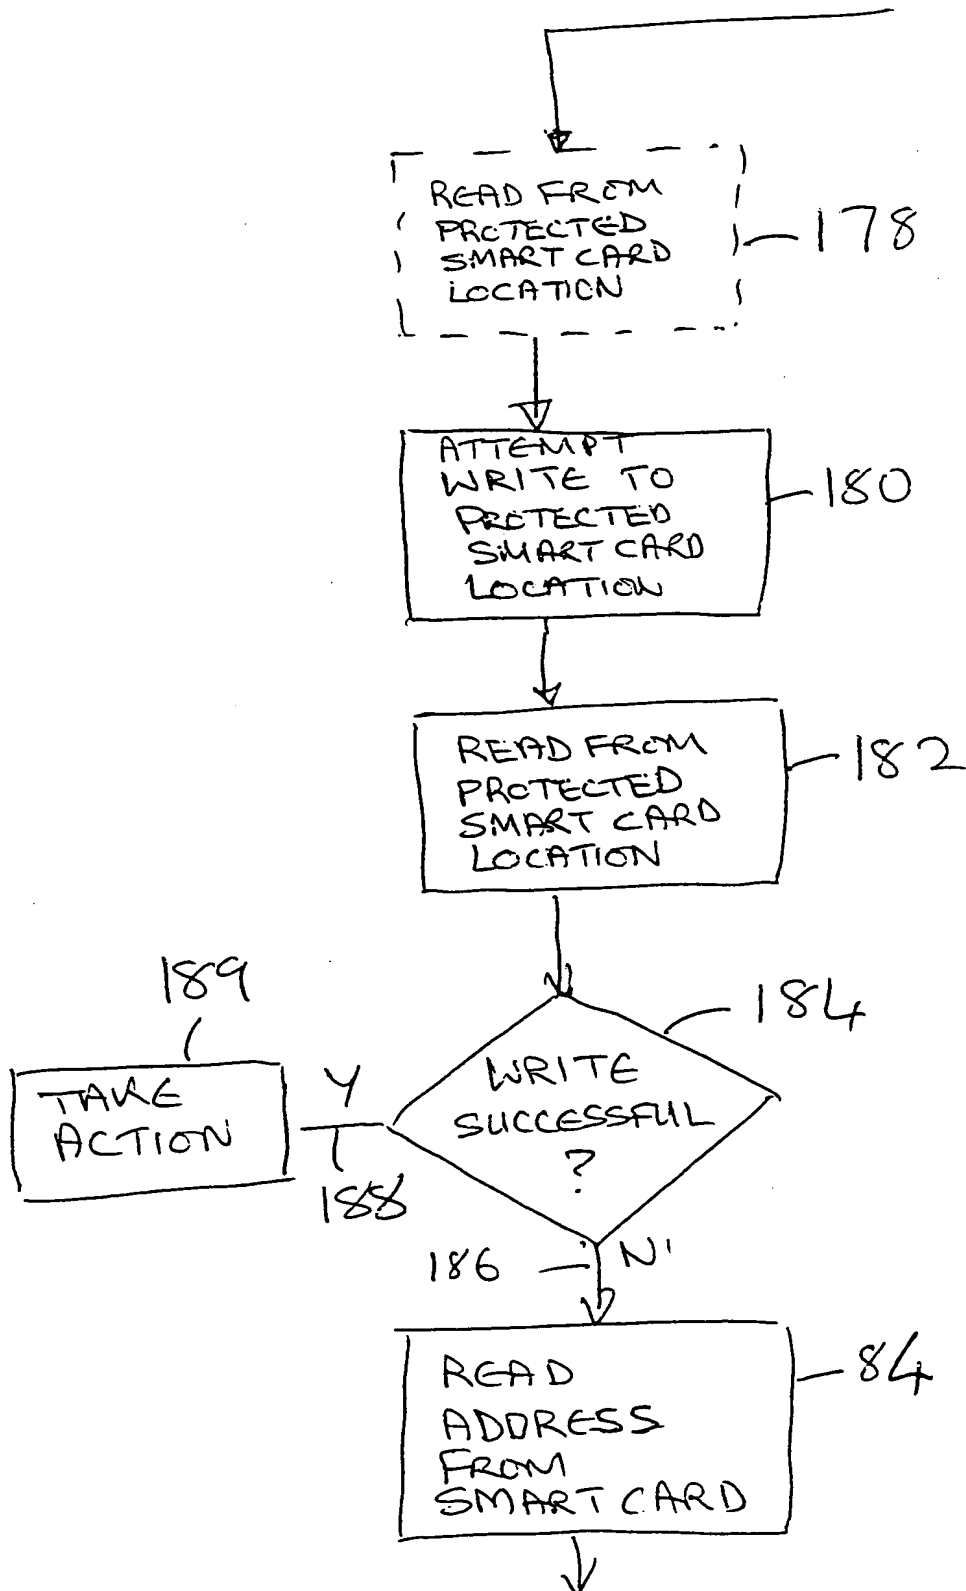 READ FROM
PROTECTED
SMART CARD
LOCATION
178
ATTEMPT
WRITE TO
PROTECTED
SMART CARD
LOCATION
180
READ FROM
PROTECTED
SMART CARD
LOCATION
182
189
184
TAKE
ACTION
Y
188
WRITE
SUCCESSFUL
?
186
N
READ
ADDRESS
FROM
SMART CARD
84